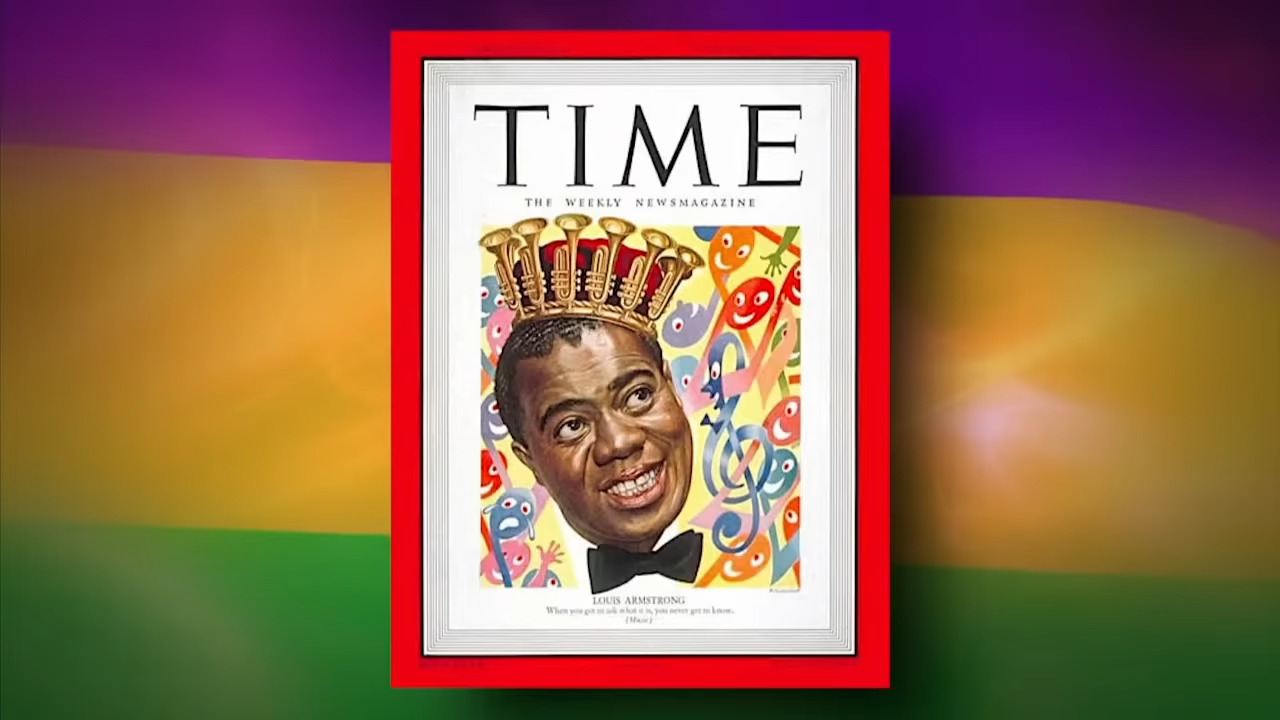 TIME
THE WEEKLY NEWSMAGAZINE
LOUIS ARMSTRONG
When you got to ask what it is, you never get to know.
(Music)